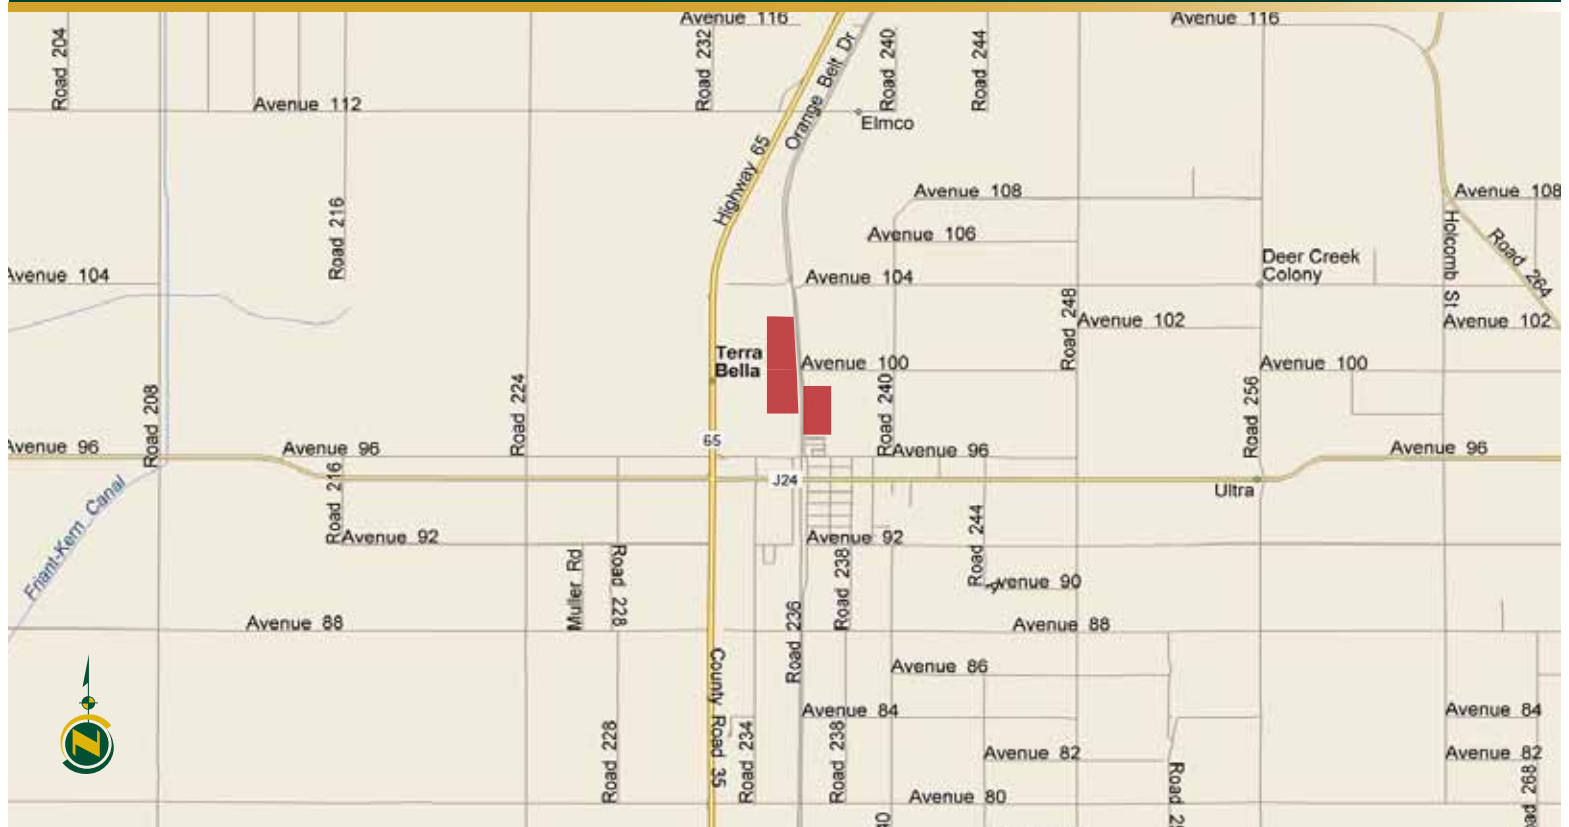 Avenue 116
Avenue 116
Road 204
Road 232
Orange Belt Dr
Road 240
Road 244
Avenue 112
Elmco
Highway 65
Avenue 108
Avenue 108
Road 216
Avenue 106
Holcomb St
Road 264
Avenue 104
Avenue 104
Deer Creek
Colony
Road 248
Avenue 102
Avenue 102
Terra
Bella
Avenue 100
Avenue 100
Road 208
Road 224
Road 240
Road 256
65
Avenue 96
Avenue 96
Avenue 96
Avenue 96
J24
Ultra
Friant-Kern Canal
Road 216
Avenue 92
Avenue 92
Road 244
Muller Rd
Road 228
Road 238
Avenue 90
Avenue 88
Avenue 88
Road 236
County Road 35
Avenue 86
Avenue 84
Avenue 84
Road 228
Road 234
Road 238
Avenue 82
Avenue 82
Road
268
Avenue 80
N